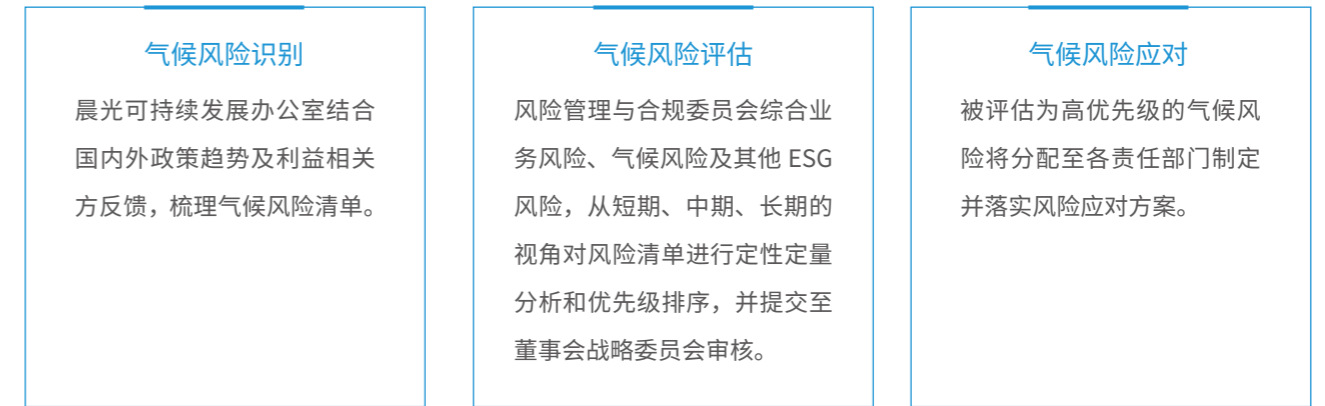 气候风险识别
晨光可持续发展办公室结合
国内外政策趋势及利益相关
方反馈，梳理气候风险清单。
气候风险评估
风险管理与合规委员会综合业
务风险、气候风险及其他 ESG
风险，从短期、中期、长期的
视角对风险清单进行定性定量
分析和优先级排序，并提交至
董事会战略委员会审核。
气候风险应对
被评估为高优先级的气候风
险将分配至各责任部门制定
并落实风险应对方案。